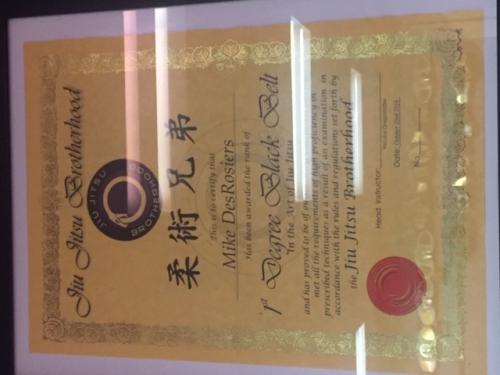 Jiu Jitsu Brotherhood
JIU JITSU
BROTHERHOOD
柔術兄弟
This is to certify that
Mike DesRosiers
Has been awarded the rank of
1st Degree Black Belt
In the Art of Jiu Jitsu
and has proved to be of
met all the requirements of high proficiency in
prescribed techniques as a result of an examination in
accordance with the rules and regulations set forth by
the Jiu Jitsu Brotherhood
Head Instructor:
Date:
No.